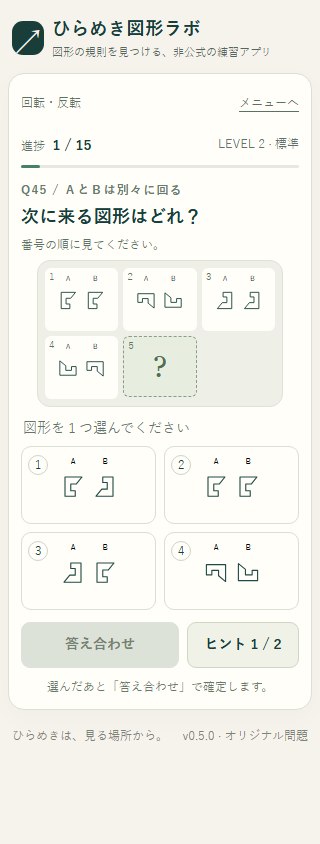 ひらめき図形ラボ
図形の規則を見つける、非公式の練習アプリ
回転・反転
メニューへ
進捗 1 / 15
LEVEL 2 · 標準
Q45 / AとBは別々に回る
次に来る図形はどれ？
番号の順に見てください。
1 A B
2 A B
3 A B
4 A B
5
?
図形を1つ選んでください
1 A B
2 A B
3 A B
4 A B
答え合わせ
ヒント 1 / 2
選んだあと「答え合わせ」で確定します。
ひらめきは、見る場所から。
v0.5.0 · オリジナル問題